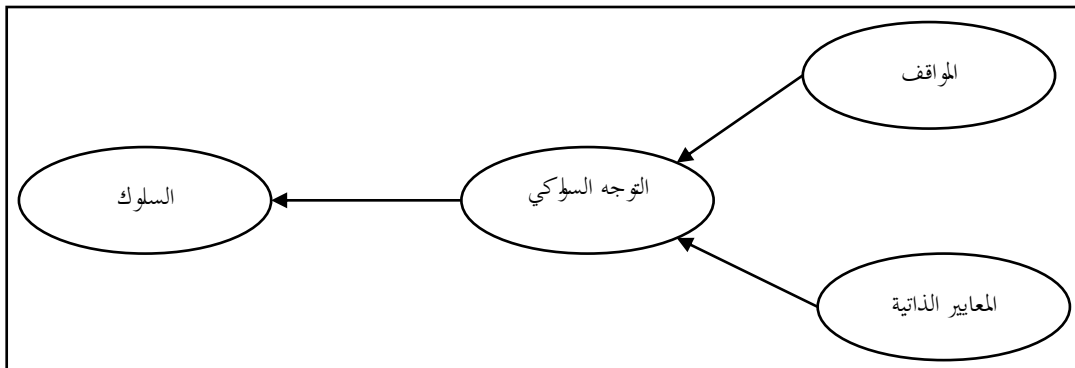 المواقف
التوجه السلوكي
السلوك
المعايير الذاتية